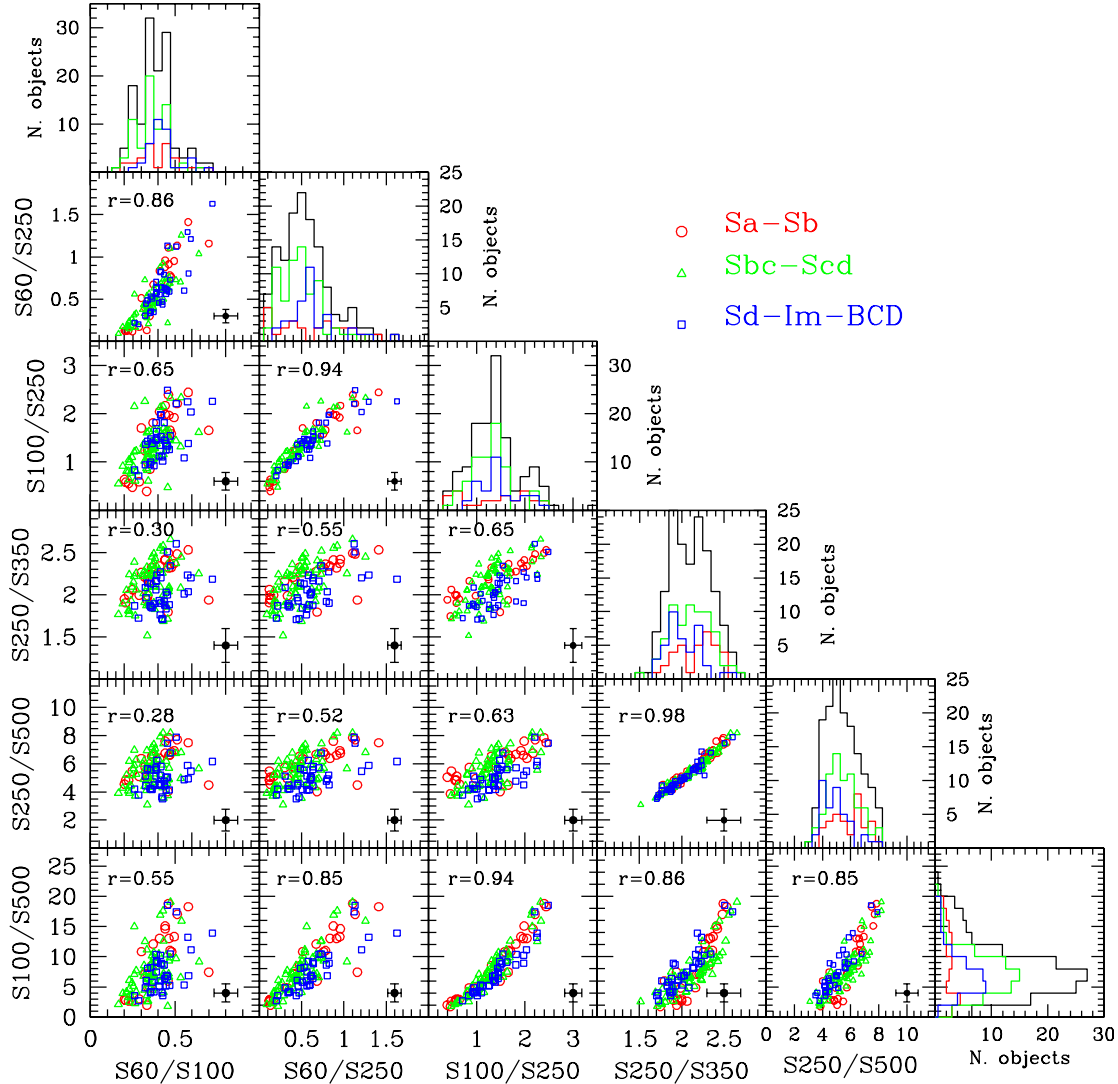 30
20
10
N. objects
25
20
15
10
5
N. objects
S60/S250
1.5
1
0.5
r=0.86
Sa−Sb
Sbc−Scd
Sd−Im−BCD
S100/S250
3
2
1
r=0.65
r=0.94
30
20
10
N. objects
S250/S350
2.5
2
1.5
r=0.30
r=0.55
r=0.65
25
20
15
10
5
N. objects
S250/S500
10
8
6
4
2
r=0.28
r=0.52
r=0.63
r=0.98
25
20
15
10
5
N. objects
S100/S500
25
20
15
10
5
0
r=0.55
r=0.85
r=0.94
r=0.86
r=0.85
0 0.5 0.5 1 1.5 1 2 3 1.5 2 2.5 0 2 4 6 8 10 10 20 30
S60/S100 S60/S250 S100/S250 S250/S350 S250/S500 N. objects